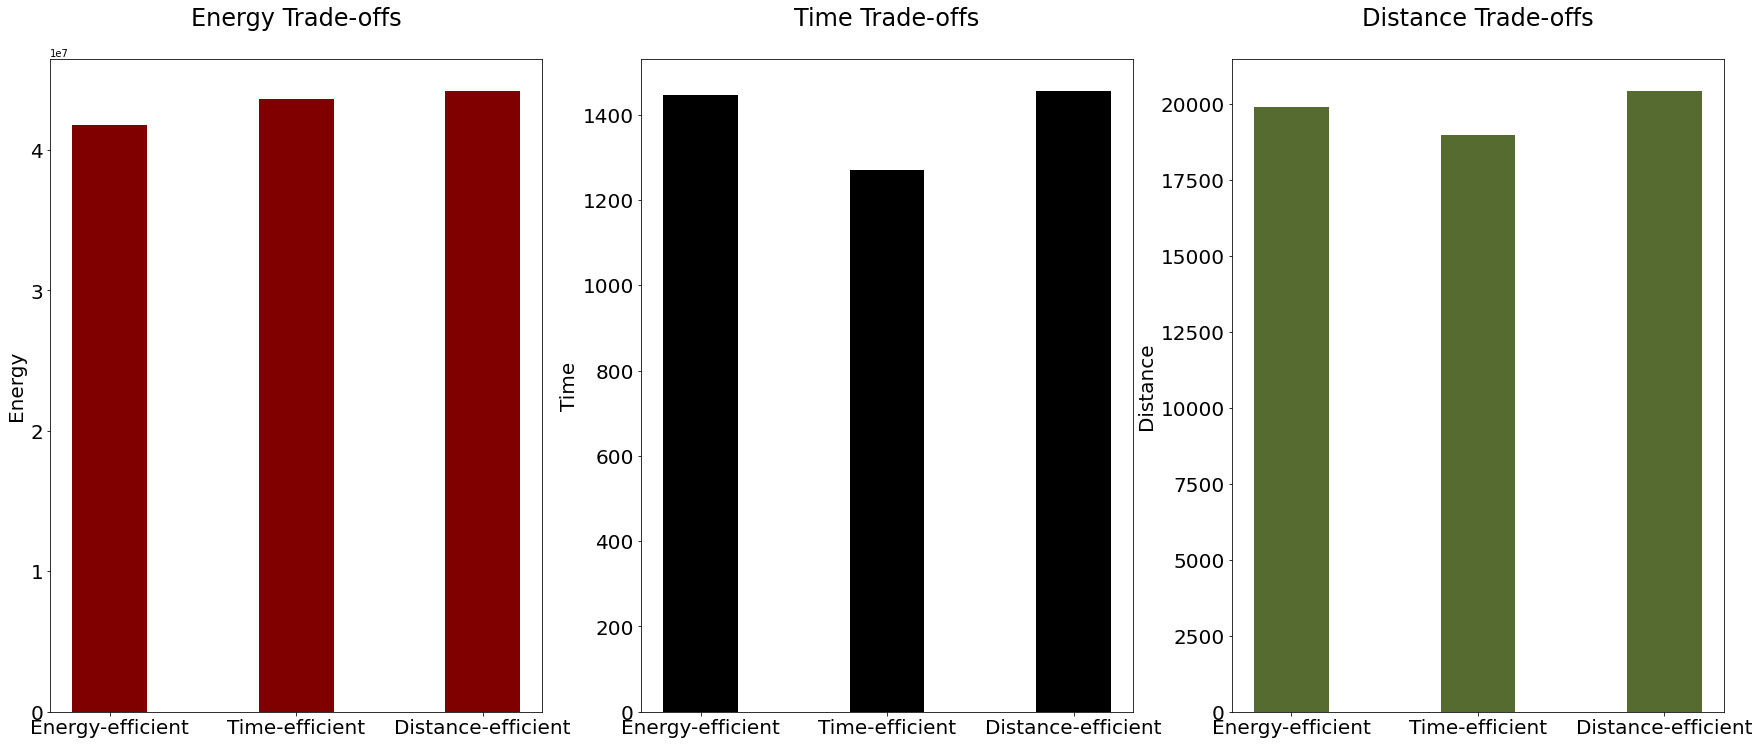 Energy Trade-offs
1e7
4
3
2
1
0
Energy
Energy-efficient Time-efficient Distance-efficient
Time Trade-offs
1400
1200
1000
800
600
400
200
0
Time
Energy-efficient Time-efficient Distance-efficient
Distance Trade-offs
20000
17500
15000
12500
10000
7500
5000
2500
0
Distance
Energy-efficient Time-efficient Distance-efficient